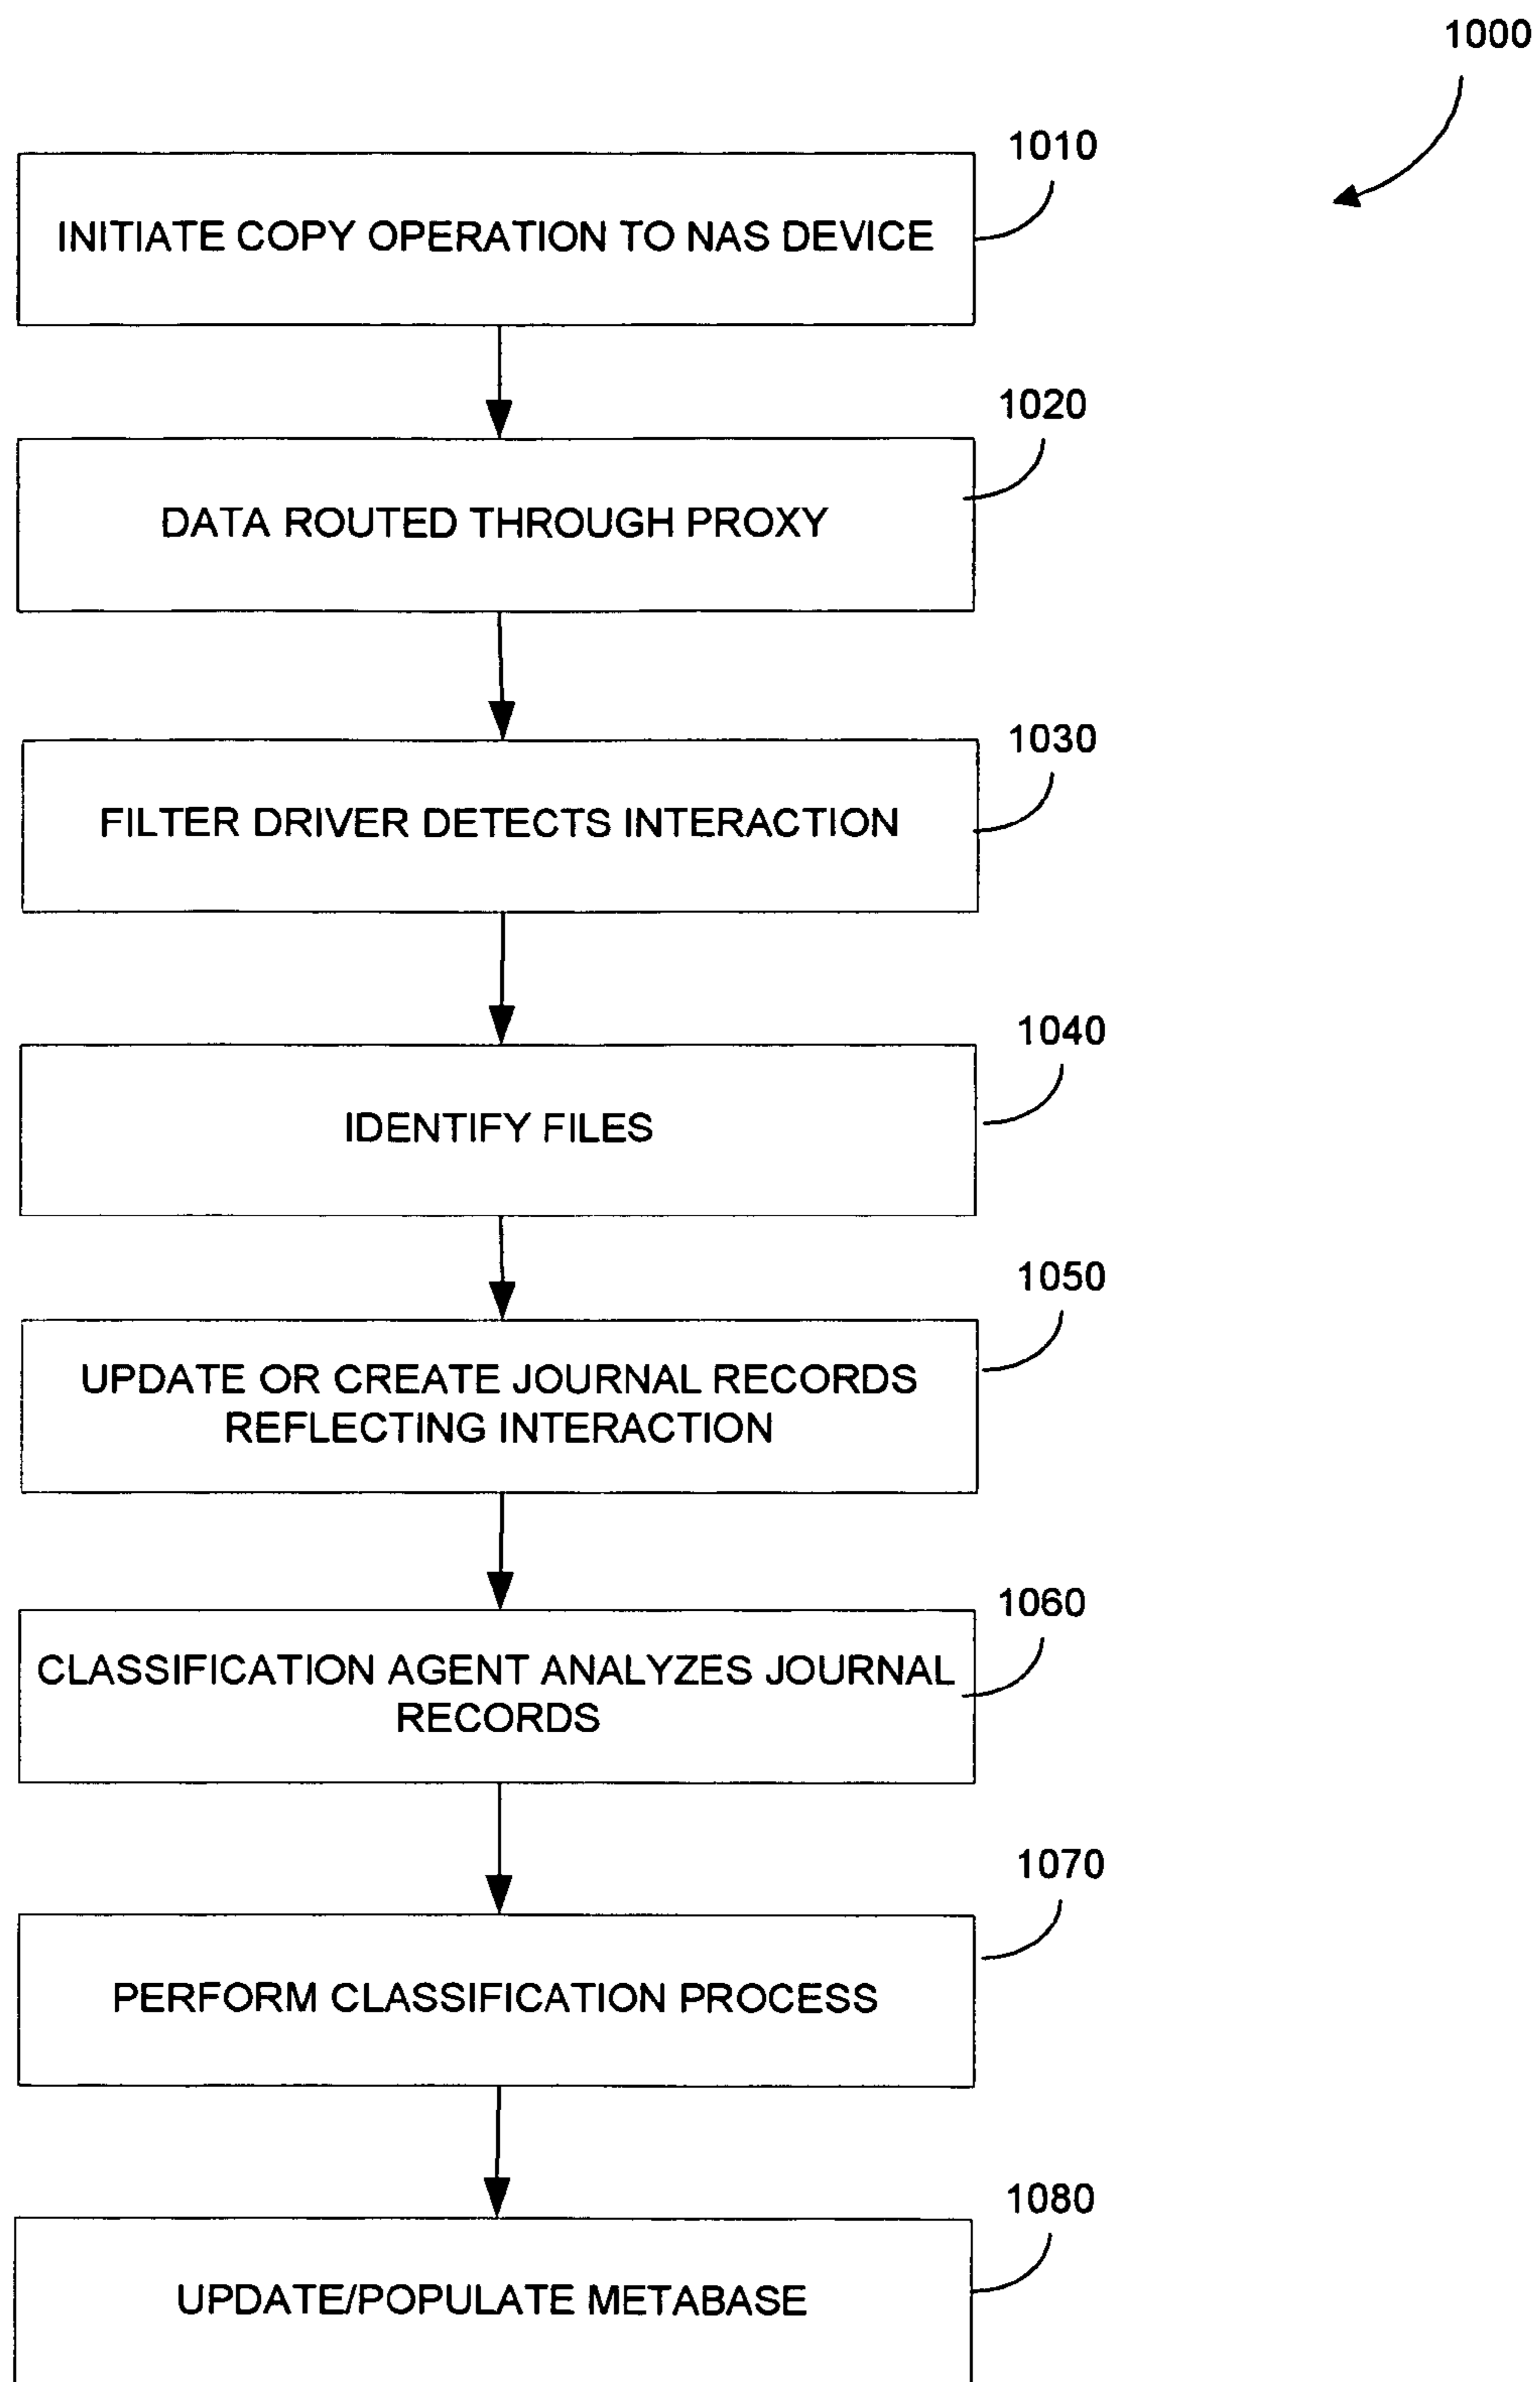 1000
1010
INITIATE COPY OPERATION TO NAS DEVICE
1020
DATA ROUTED THROUGH PROXY
1030
FILTER DRIVER DETECTS INTERACTION
1040
IDENTIFY FILES
1050
UPDATE OR CREATE JOURNAL RECORDS
REFLECTING INTERACTION
1060
CLASSIFICATION AGENT ANALYZES JOURNAL
RECORDS
1070
PERFORM CLASSIFICATION PROCESS
1080
UPDATE/POPULATE METABASE